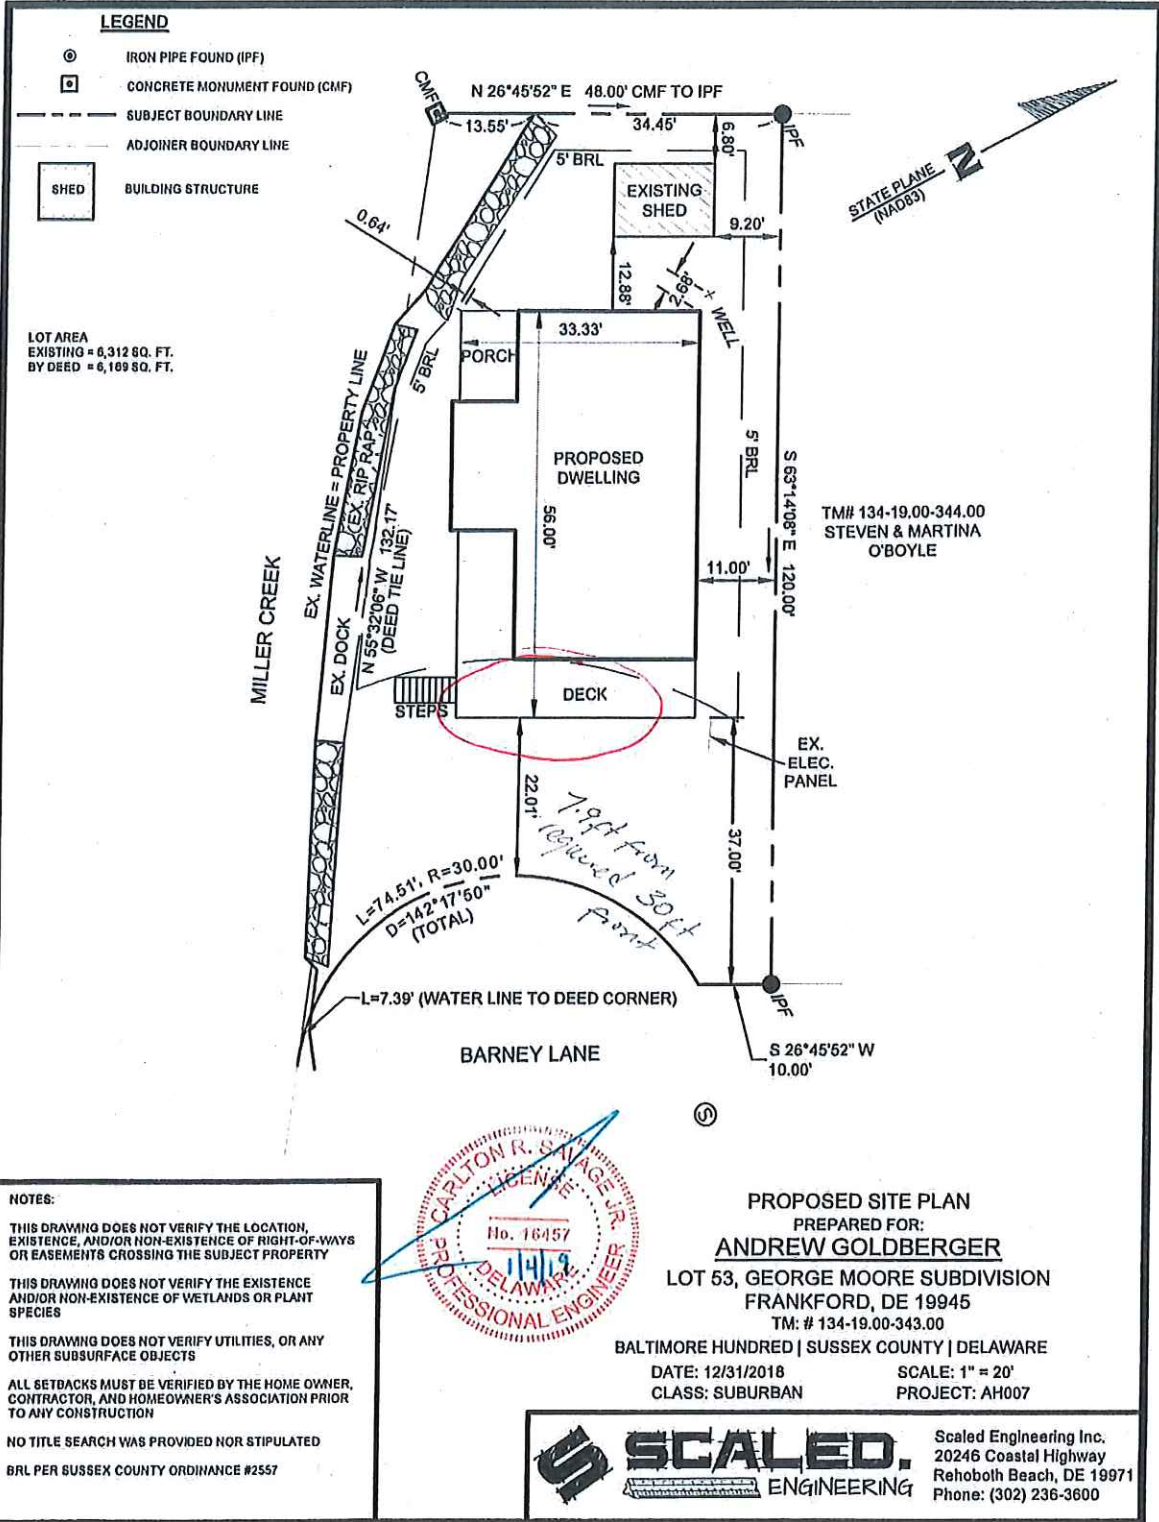 LEGEND
IRON PIPE FOUND (IPF)
CONCRETE MONUMENT FOUND (CMF)
SUBJECT BOUNDARY LINE
ADJOINER BOUNDARY LINE
SHED
BUILDING STRUCTURE
LOT AREA
EXISTING = 6,312 SQ. FT.
BY DEED = 6,189 SQ. FT.
CMF
N 26°45'52" E 48.00' CMF TO IPF
13.55'
34.45'
IPF
6.80'
5' BRL
EXISTING
SHED
9.20'
STATE PLANE
(NAD83)
N
0.64'
12.88'
2.68'
WELL
33.33'
PORCH
5' BRL
EX. WATERLINE = PROPERTY LINE
EX. RIP RAP
N 55°32'06" W 132.17'
(DEED TIE LINE)
EX. DOCK
MILLER CREEK
PROPOSED
DWELLING
56.00'
5' BRL
S 63°14'08" E 120.00'
11.00'
TM# 134-19.00-344.00
STEVEN & MARTINA
O'BOYLE
DECK
STEPS
EX.
ELEC.
PANEL
22.01'
7.9ft from
required 30ft
front
37.00'
L=74.51', R=30.00'
D=142°17'50"
(TOTAL)
L=7.39' (WATER LINE TO DEED CORNER)
IPF
BARNEY LANE
S 26°45'52" W
10.00'
S
CARLTON R. SAVAGE JR.
LICENSE
No. 16457
1/4/19
DELAWARE
PROFESSIONAL ENGINEER
NOTES:
THIS DRAWING DOES NOT VERIFY THE LOCATION,
EXISTENCE, AND/OR NON-EXISTENCE OF RIGHT-OF-WAYS
OR EASEMENTS CROSSING THE SUBJECT PROPERTY
THIS DRAWING DOES NOT VERIFY THE EXISTENCE
AND/OR NON-EXISTENCE OF WETLANDS OR PLANT
SPECIES
THIS DRAWING DOES NOT VERIFY UTILITIES, OR ANY
OTHER SUBSURFACE OBJECTS
ALL SETBACKS MUST BE VERIFIED BY THE HOME OWNER,
CONTRACTOR, AND HOMEOWNER'S ASSOCIATION PRIOR
TO ANY CONSTRUCTION
NO TITLE SEARCH WAS PROVIDED NOR STIPULATED
BRL PER SUSSEX COUNTY ORDINANCE #2557
PROPOSED SITE PLAN
PREPARED FOR:
ANDREW GOLDBERGER
LOT 53, GEORGE MOORE SUBDIVISION
FRANKFORD, DE 19945
TM: # 134-19.00-343.00
BALTIMORE HUNDRED | SUSSEX COUNTY | DELAWARE
DATE: 12/31/2018 SCALE: 1" = 20'
CLASS: SUBURBAN PROJECT: AH007
SCALED.
ENGINEERING
Scaled Engineering Inc.
20246 Coastal Highway
Rehoboth Beach, DE 19971
Phone: (302) 236-3600